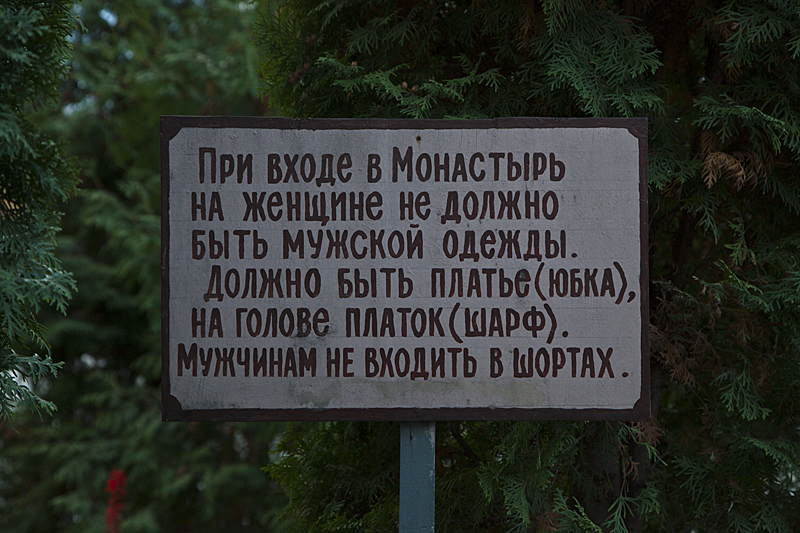 При входе в Монастырь
на женщине не должно
быть мужской одежды.
Должно быть платье (юбка),
на голове платок (шарф).
Мужчинам не входить в шортах.